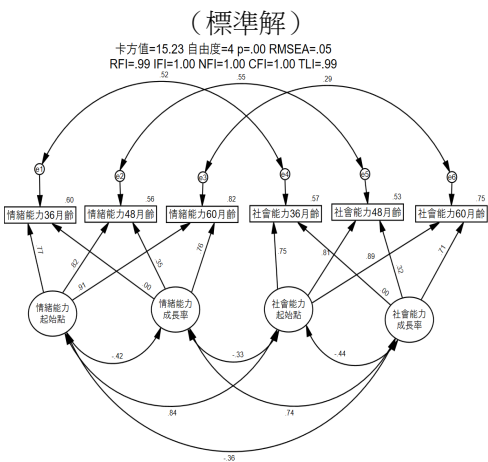 （標準解）
卡方值=15.23 自由度=4 p=.00 RMSEA=.05
RFI=.99 IFI=1.00 NFI=1.00 CFI=1.00 TLI=.99
.52
.55
.29
e1
e2
e3
e4
e5
e6
.60
.56
.82
.57
.53
.75
情緒能力36月齡
情緒能力48月齡
情緒能力60月齡
社會能力36月齡
社會能力48月齡
社會能力60月齡
.77
.82
.91
.00
.35
.76
.75
.81
.89
.00
.32
.71
情緒能力
起始點
情緒能力
成長率
社會能力
起始點
社會能力
成長率
-.42
-.33
-.44
.84
.74
-.36